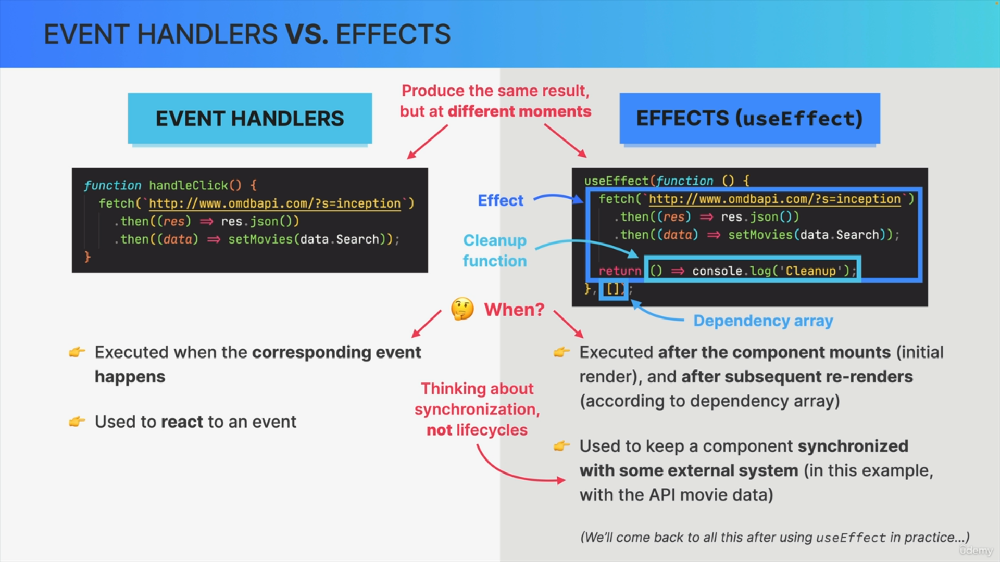 EVENT HANDLERS VS. EFFECTS
Produce the same result,
but at different moments
EVENT HANDLERS
function handleClick() {
fetch(`http://www.omdbapi.com/?s=inception`)
.then((res) => res.json())
.then((data) => setMovies(data.Search));
}
EFFECTS (useEffect)
useEffect(function () {
fetch(`http://www.omdbapi.com/?s=inception`)
.then((res) => res.json())
.then((data) => setMovies(data.Search));
return () => console.log('Cleanup');
}, []);
Effect
Cleanup
function
Dependency array
🤔 When?
👉 Executed when the corresponding event
happens
👉 Used to react to an event
Thinking about
synchronization,
not lifecycles
👉 Executed after the component mounts (initial
render), and after subsequent re-renders
(according to dependency array)
👉 Used to keep a component synchronized
with some external system (in this example,
with the API movie data)
(We’ll come back to all this after using useEffect in practice…)
ûdemy